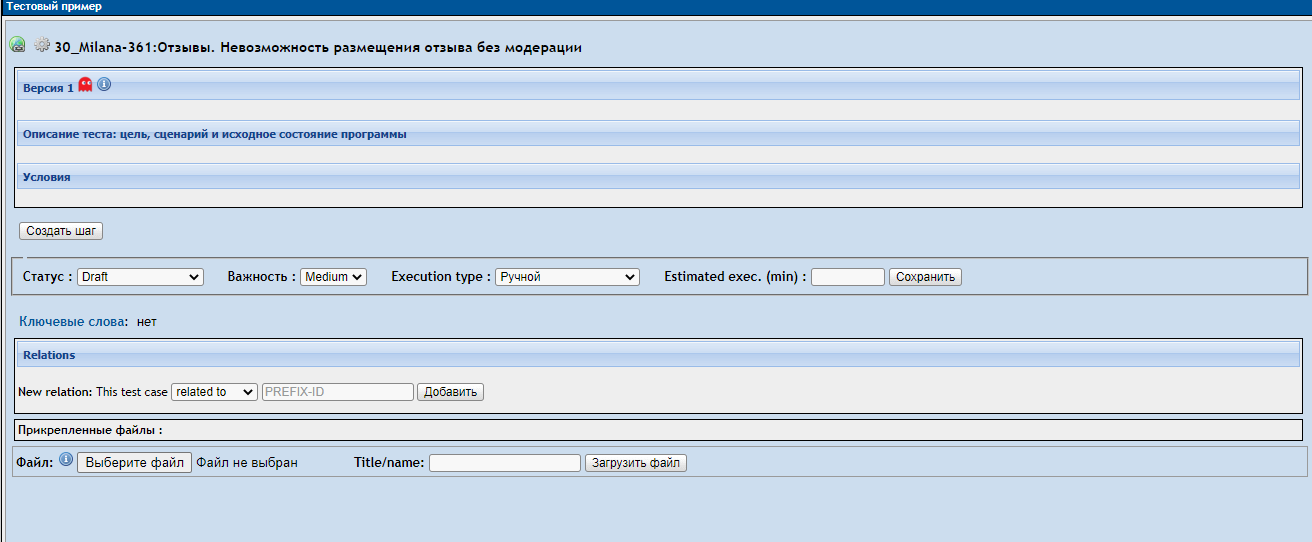 Тестовый пример
30_Milana-361:Отзывы. Невозможность размещения отзыва без модерации
Версия 1
Описание теста: цель, сценарий и исходное состояние программы
Условия
Создать шаг
Статус : Draft Важность : Medium Execution type : Ручной Estimated exec. (min) : Сохранить
Ключевые слова: нет
Relations
New relation: This test case related to PREFIX-ID Добавить
Прикрепленные файлы :
Файл: Выберите файл Файл не выбран Title/name: Загрузить файл